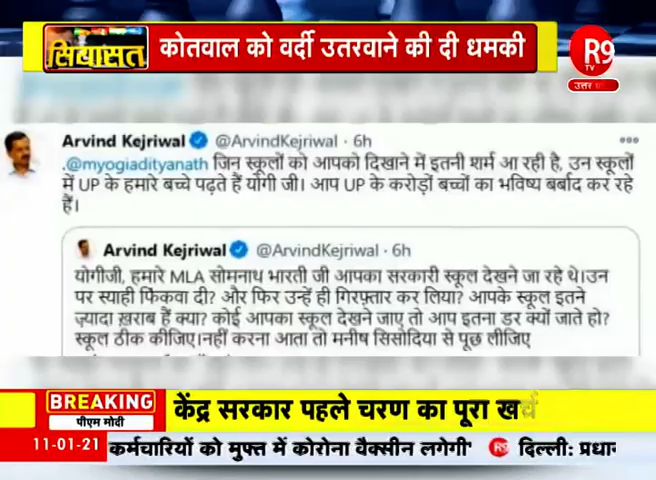 सियासत
कोतवाल को वर्दी उतरवाने की दी धमकी
R9
TV
उत्तर
Arvind Kejriwal @ArvindKejriwal · 6h
.@myogiadityanath जिन स्कूलों को आपको दिखाने में इतनी शर्म आ रही है, उन स्कूलों
में UP के हमारे बच्चे पढ़ते हैं योगी जी। आप UP के करोड़ों बच्चों का भविष्य बर्बाद कर रहे
हैं।
Arvind Kejriwal @ArvindKejriwal · 6h
योगीजी, हमारे MLA सोमनाथ भारती जी आपका सरकारी स्कूल देखने जा रहे थे।उन
पर स्याही फिंकवा दी? और फिर उन्हें ही गिरफ़्तार कर लिया? आपके स्कूल इतने
ज़्यादा ख़राब हैं क्या? कोई आपका स्कूल देखने जाए तो आप इतना डर क्यों जाते हो?
स्कूल ठीक कीजिए।नहीं करना आता तो मनीष सिसोदिया से पूछ लीजिए
BREAKING
पीएम मोदी
केंद्र सरकार पहले चरण का पूरा खर्च
11-01-21
कर्मचारियों को मुफ्त में कोरोना वैक्सीन लगेगी' R9 दिल्ली: प्रधान